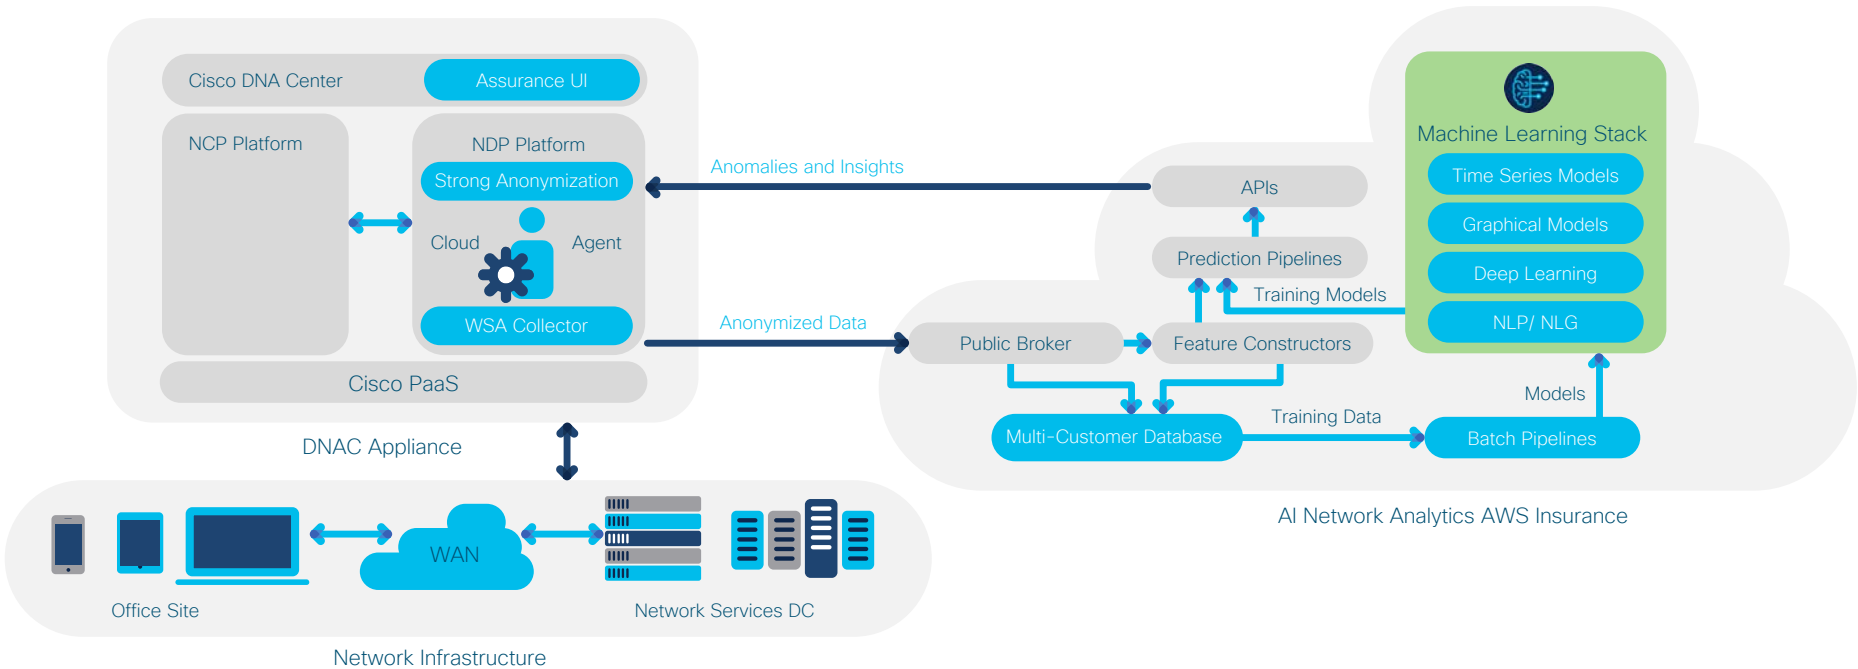 Cisco DNA Center
Assurance UI
NCP Platform
NDP Platform
Strong Anonymization
Cloud
Agent
WSA Collector
Cisco PaaS
DNAC Appliance
Anomalies and Insights
Anonymized Data
APIs
Prediction Pipelines
Training Models
Public Broker
Feature Constructors
Multi-Customer Database
Training Data
Batch Pipelines
Models
Machine Learning Stack
Time Series Models
Graphical Models
Deep Learning
NLP/ NLG
AI Network Analytics AWS Insurance
WAN
Office Site
Network Services DC
Network Infrastructure